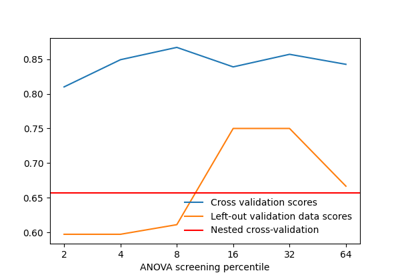 0.85
0.80
0.75
0.70
0.65
0.60
Cross validation scores
Left-out validation data scores
Nested cross-validation
2 4 8 16 32 64
ANOVA screening percentile